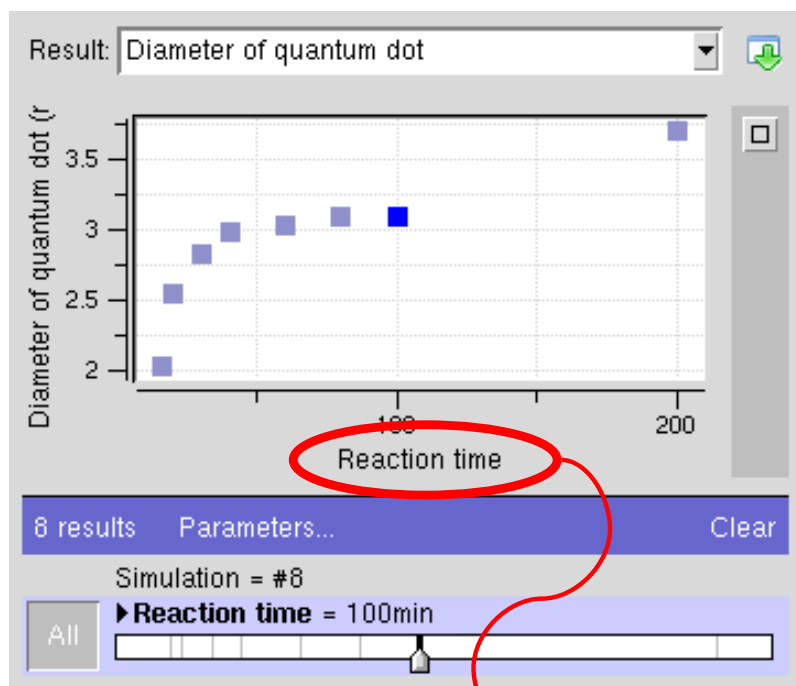 Result: Diameter of quantum dot
Diameter of quantum dot (r
3.5
3
2.5
2
100
200
Reaction time
8 results Parameters... Clear
Simulation = #8
All
Reaction time = 100min